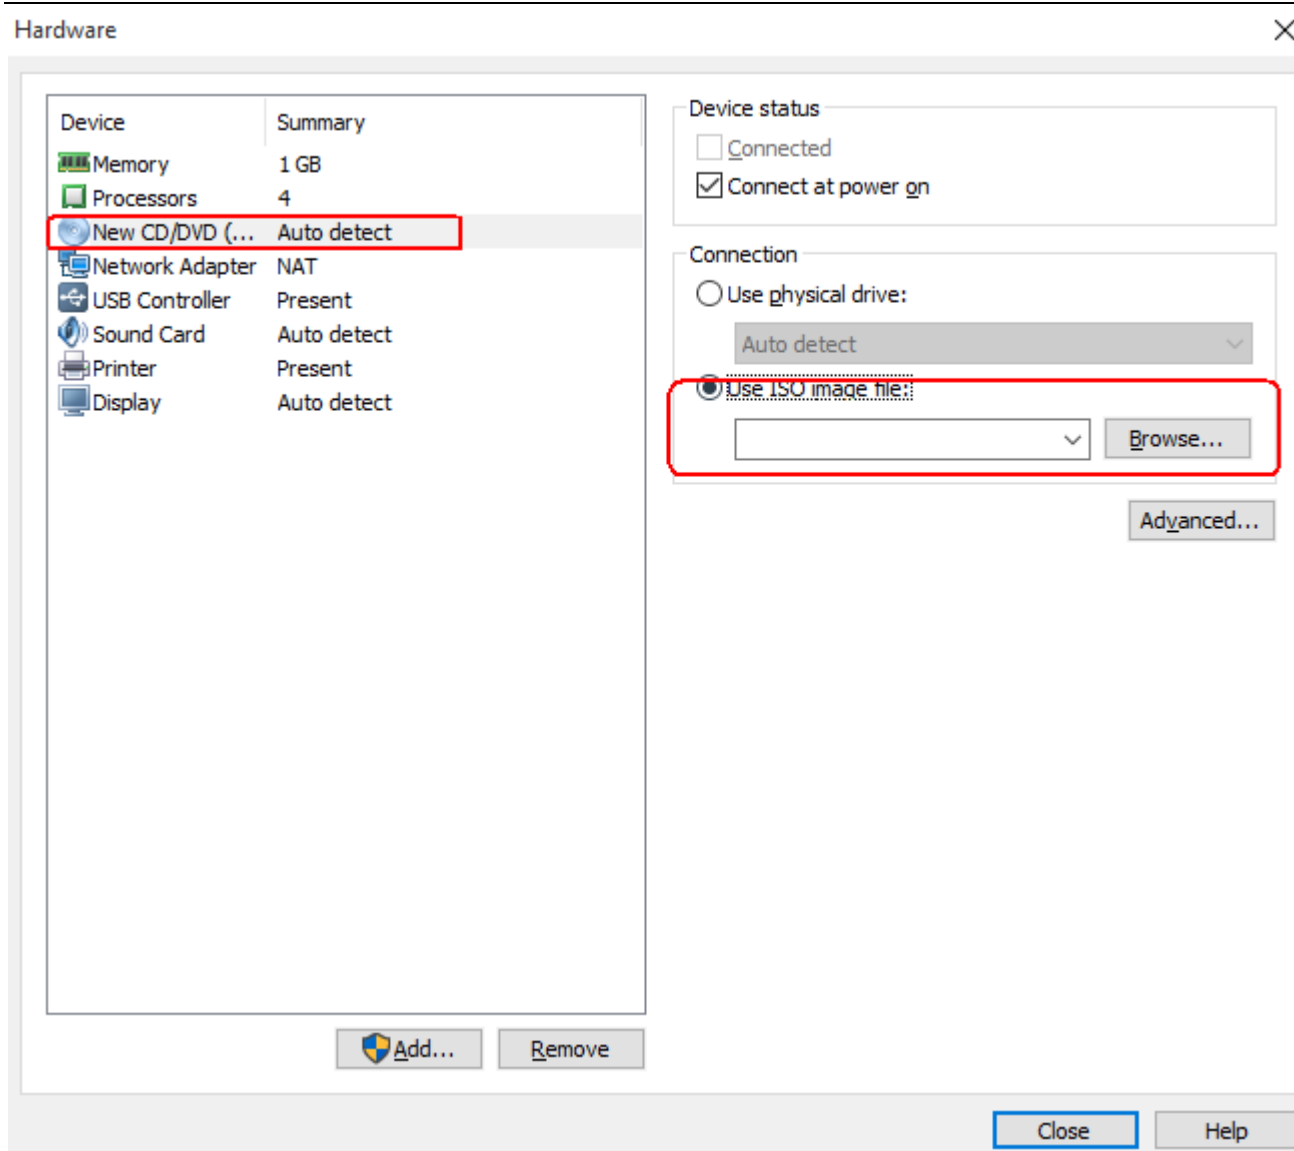 Hardware
Device Summary
Memory 1 GB
Processors 4
New CD/DVD (... Auto detect
Network Adapter NAT
USB Controller Present
Sound Card Auto detect
Printer Present
Display Auto detect
Add... Remove
Device status
Connected
Connect at power on
Connection
Use physical drive:
Auto detect
Use ISO image file:
Browse...
Advanced...
Close Help